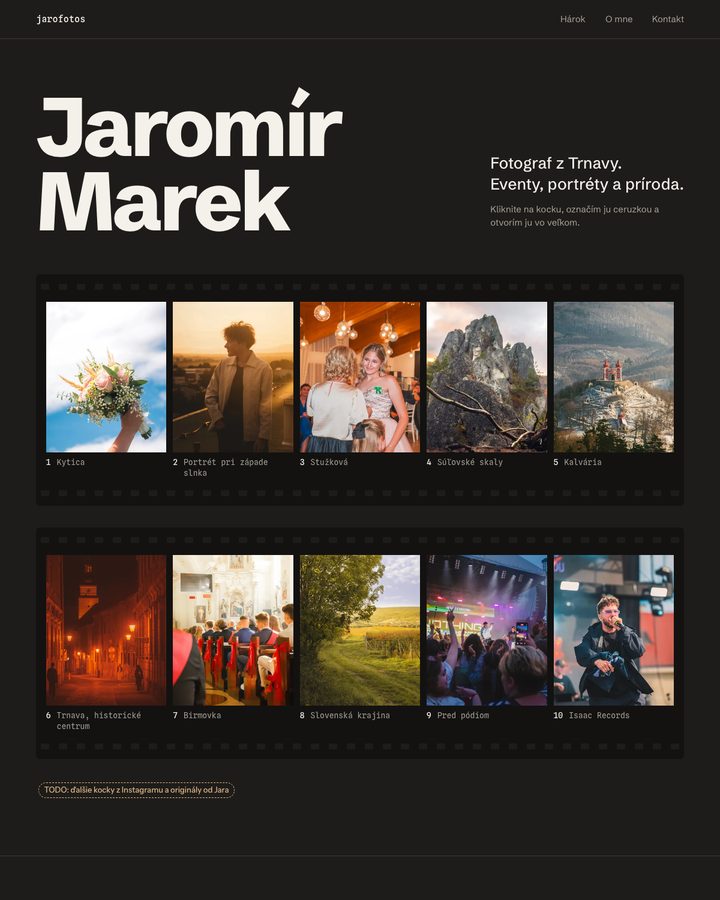 jarofotos
Hárok
O mne
Kontakt
Jaromír
Marek
Fotograf z Trnavy.
Eventy, portréty a príroda.
Kliknite na kocku, označím ju ceruzkou a
otvorím ju vo veľkom.
1 Kytica
2 Portrét pri západe
slnka
3 Stužková
4 Súľovské skaly
5 Kalvária
OTHING
6 Trnava, historické
centrum
7 Birmovka
8 Slovenská krajina
9 Pred pódiom
10 Isaac Records
TODO: ďalšie kocky z Instagramu a originály od Jara